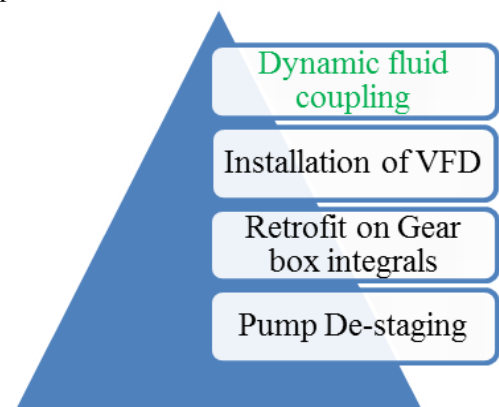 Dynamic fluid
coupling
Installation of VFD
Retrofit on Gear
box integrals
Pump De-staging